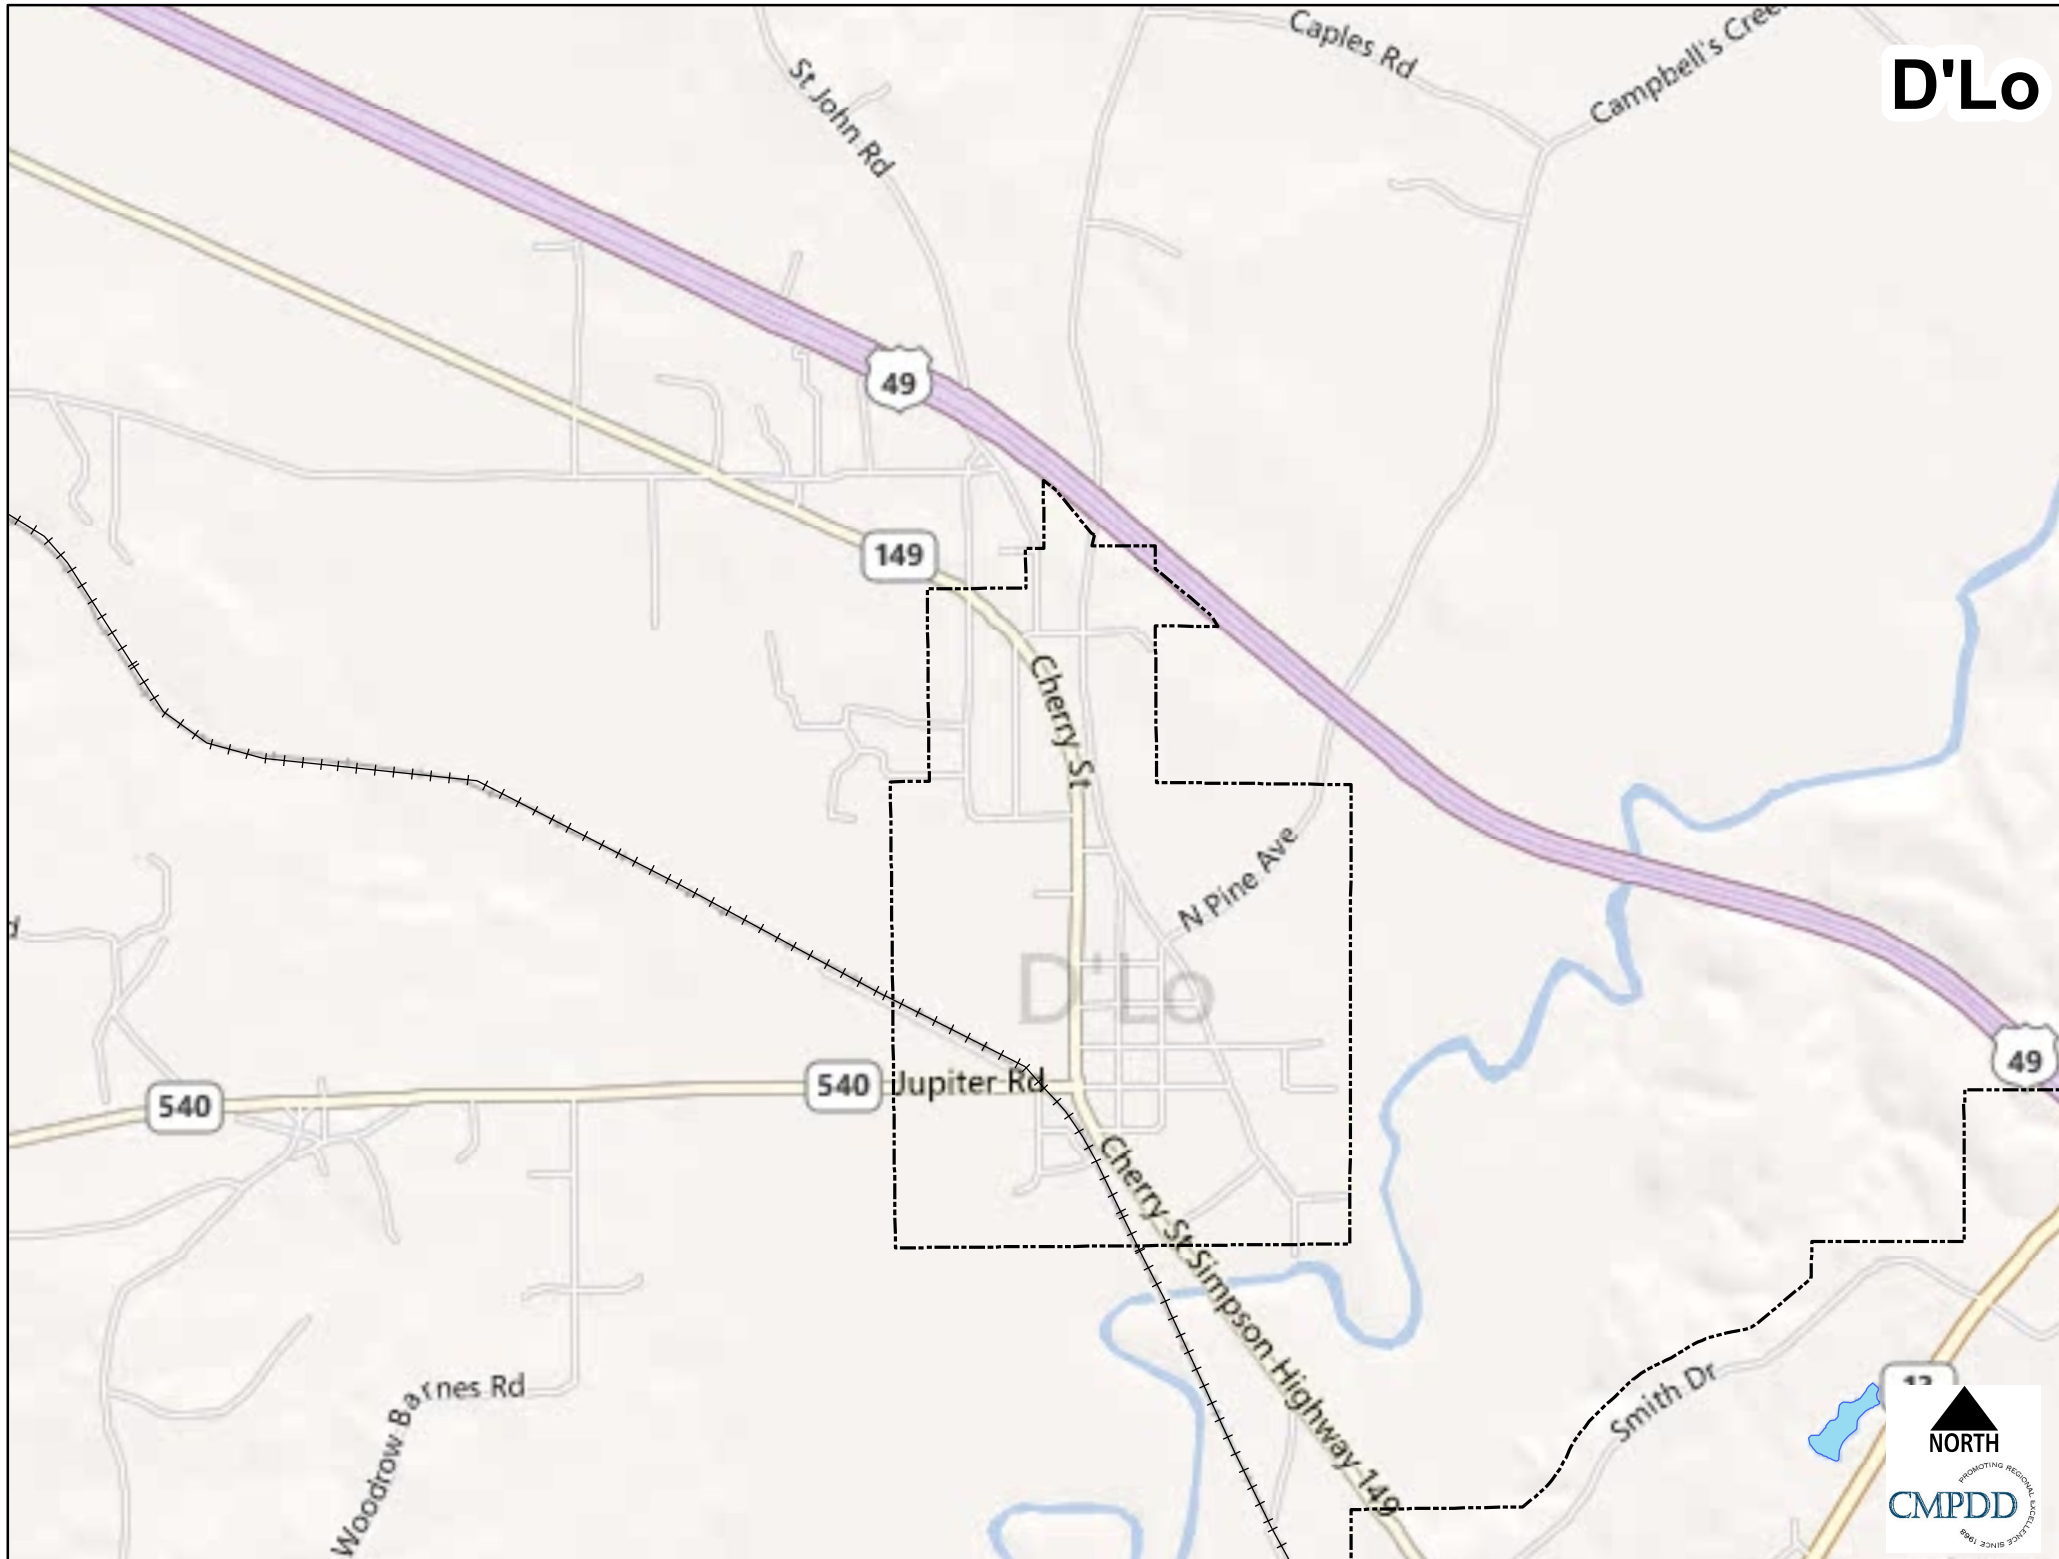 D'Lo
Caples Rd
Campbell's Cree
St John Rd
49
149
Cherry St
N Pine Ave
D'Lo
49
540
540
Jupiter Rd
Cherry St
Simpson Highway 149
Smith Dr
Woodrow Barnes Rd
NORTH
PROMOTING REGIONAL EXCELLENCE SINCE 1968
CMPDD